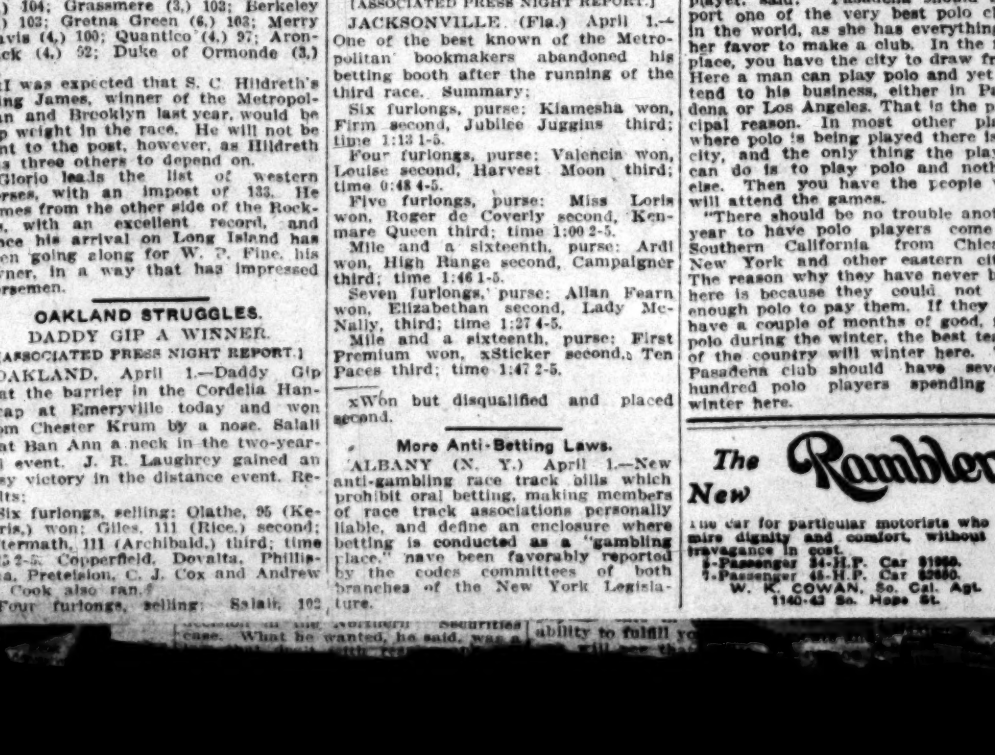 104; Grassmere (3,) 103; Berkeley
) 103; Gretna Green (6,) 103; Merry
avis (4,) 100; Quantico (4,) 97; Aron-
ck (4,) 92; Duke of Ormonde (3,)
I was expected that S. C. Hildreth's
ing James, winner of the Metropol-
an and Brooklyn last year, would be
p weight in the race. He will not be
nt to the post, however, as Hildreth
s three others to depend on.
Glorio leads the list of western
orses, with an impost of 133. He
mes from the other side of the Rock-
s, with an excellent record, and
nce his arrival on Long Island has
en going along for W. P. Fine, his
ner, in a way that has impressed
rsemen.
OAKLAND STRUGGLES.
DADDY GIP A WINNER.
[ASSOCIATED PRESS NIGHT REPORT.]
OAKLAND, April 1.—Daddy Gip
at the barrier in the Cordelia Han-
cap at Emeryville today and won
om Chester Krum by a nose. Salali
at Ban Ann a neck in the two-year-
event. J. R. Laughrey gained an
sy victory in the distance event. Re-
lts:
Six furlongs, selling: Olathe, 95 (Ke-
ris,) won; Giles, 111 (Rice,) second;
termath, 111 (Archibald,) third; time
2-5. Copperfield, Dovalta, Phillis-
a, Pretension, C. J. Cox and Andrew
Cook also ran.
Four furlongs, selling: Salali, 102
[ASSOCIATED PRESS NIGHT REPORT.]
JACKSONVILLE (Fla.) April 1.—
One of the best known of the Metro-
politan bookmakers abandoned his
betting booth after the running of the
third race. Summary:
Six furlongs, purse: Kiamesha won,
Firm second, Jubilee Juggins third;
time 1:13 1-5.
Four furlongs, purse: Valencia won,
Louise second, Harvest Moon third;
time 0:48 4-5.
Five furlongs, purse: Miss Loris
won, Roger de Coverly second, Ken-
mare Queen third; time 1:00 2-5.
Mile and a sixteenth, purse: Ardi
won, High Range second, Campaigner
third; time 1:46 1-5.
Seven furlongs, purse: Allan Fearn
won, Elizabethan second, Lady Mc-
Nally, third; time 1:27 4-5.
Mile and a sixteenth, purse: First
Premium won, xSticker second, Ten
Paces third; time 1:47 2-5.
xWon but disqualified and placed
second.
More Anti-Betting Laws.
ALBANY (N. Y.) April 1.—New
anti-gambling race track bills which
prohibit oral betting, making members
of race track associations personally
liable, and define an enclosure where
betting is conducted as a "gambling
place," have been favorably reported
by the codes committees of both
branches of the New York Legisla-
ture.
player, said: "Pasadena should
port one of the very best polo cl
in the world, as she has everything
her favor to make a club. In the
place, you have the city to draw fr
Here a man can play polo and yet
tend to his business, either in Pa
dena or Los Angeles. That is the p
cipal reason. In most other pla
where polo is being played there is
city, and the only thing the play
can do is to play polo and noth
else. Then you have the people
will attend the games.
"There should be no trouble anot
year to have polo players come
Southern California from Chica
New York and other eastern cit
The reason why they have never b
here is because they could not
enough polo to pay them. If they
have a couple of months of good,
polo during the winter, the best te
of the country will winter here.
Pasadena club should have seve
hundred polo players spending
winter here.
The New Rambler
The car for particular motorists who
mire dignity and comfort, without
travagance in cost.
5-Passenger 34-H.P. Car
7-Passenger 45-H.P. Car
W. K. COWAN, So. Cal. Agt.
1140-42 So. Hope St.
decision in the Northern Securities
case. What he wanted, he said, was a
ability to fulfill yo